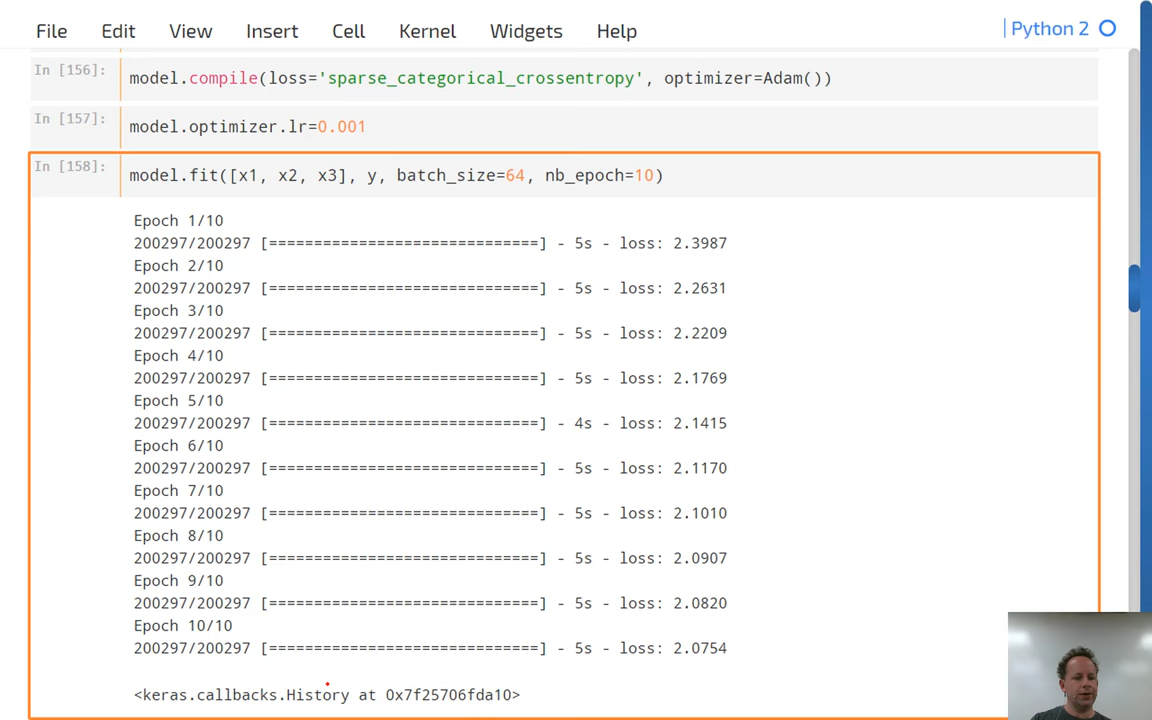 File Edit View Insert Cell Kernel Widgets Help Python 2
In [156]: model.compile(loss='sparse_categorical_crossentropy', optimizer=Adam())
In [157]: model.optimizer.lr=0.001
In [158]: model.fit([x1, x2, x3], y, batch_size=64, nb_epoch=10)
Epoch 1/10
200297/200297 [==============================] - 5s - loss: 2.3987
Epoch 2/10
200297/200297 [==============================] - 5s - loss: 2.2631
Epoch 3/10
200297/200297 [==============================] - 5s - loss: 2.2209
Epoch 4/10
200297/200297 [==============================] - 5s - loss: 2.1769
Epoch 5/10
200297/200297 [==============================] - 4s - loss: 2.1415
Epoch 6/10
200297/200297 [==============================] - 5s - loss: 2.1170
Epoch 7/10
200297/200297 [==============================] - 5s - loss: 2.1010
Epoch 8/10
200297/200297 [==============================] - 5s - loss: 2.0907
Epoch 9/10
200297/200297 [==============================] - 5s - loss: 2.0820
Epoch 10/10
200297/200297 [==============================] - 5s - loss: 2.0754
<keras.callbacks.History at 0x7f25706fda10>